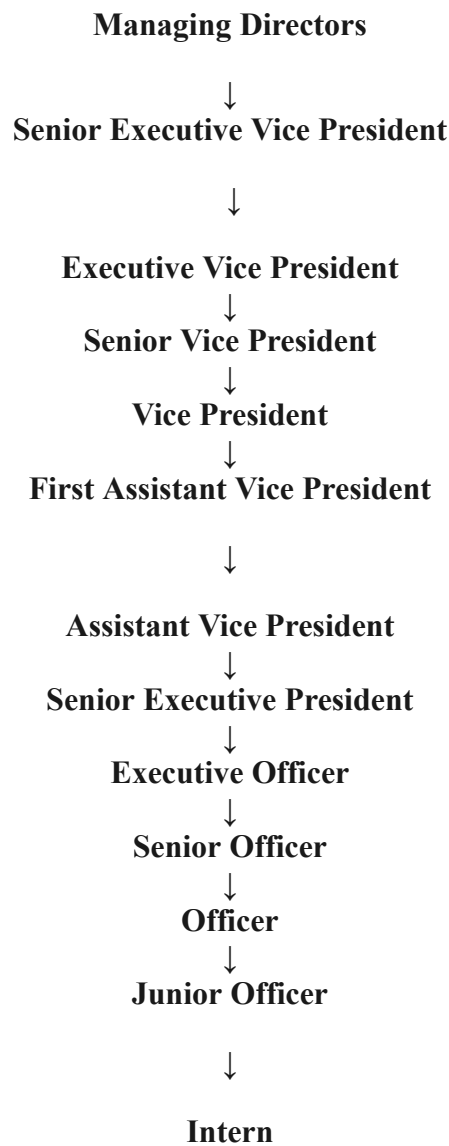 Managing Directors
↓
Senior Executive Vice President
↓
Executive Vice President
↓
Senior Vice President
↓
Vice President
↓
First Assistant Vice President
↓
Assistant Vice President
↓
Senior Executive President
↓
Executive Officer
↓
Senior Officer
↓
Officer
↓
Junior Officer
↓
Intern